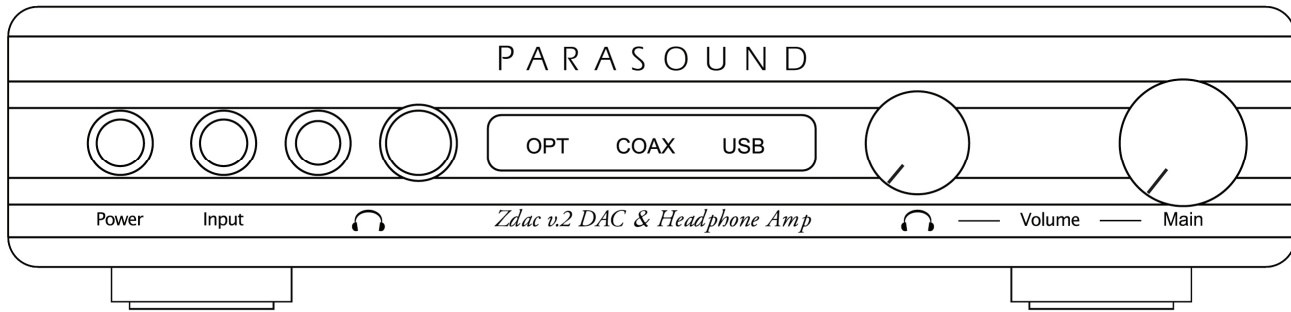 PARASOUND
OPT COAX USB
Power Input Zdac v.2 DAC & Headphone Amp Volume Main